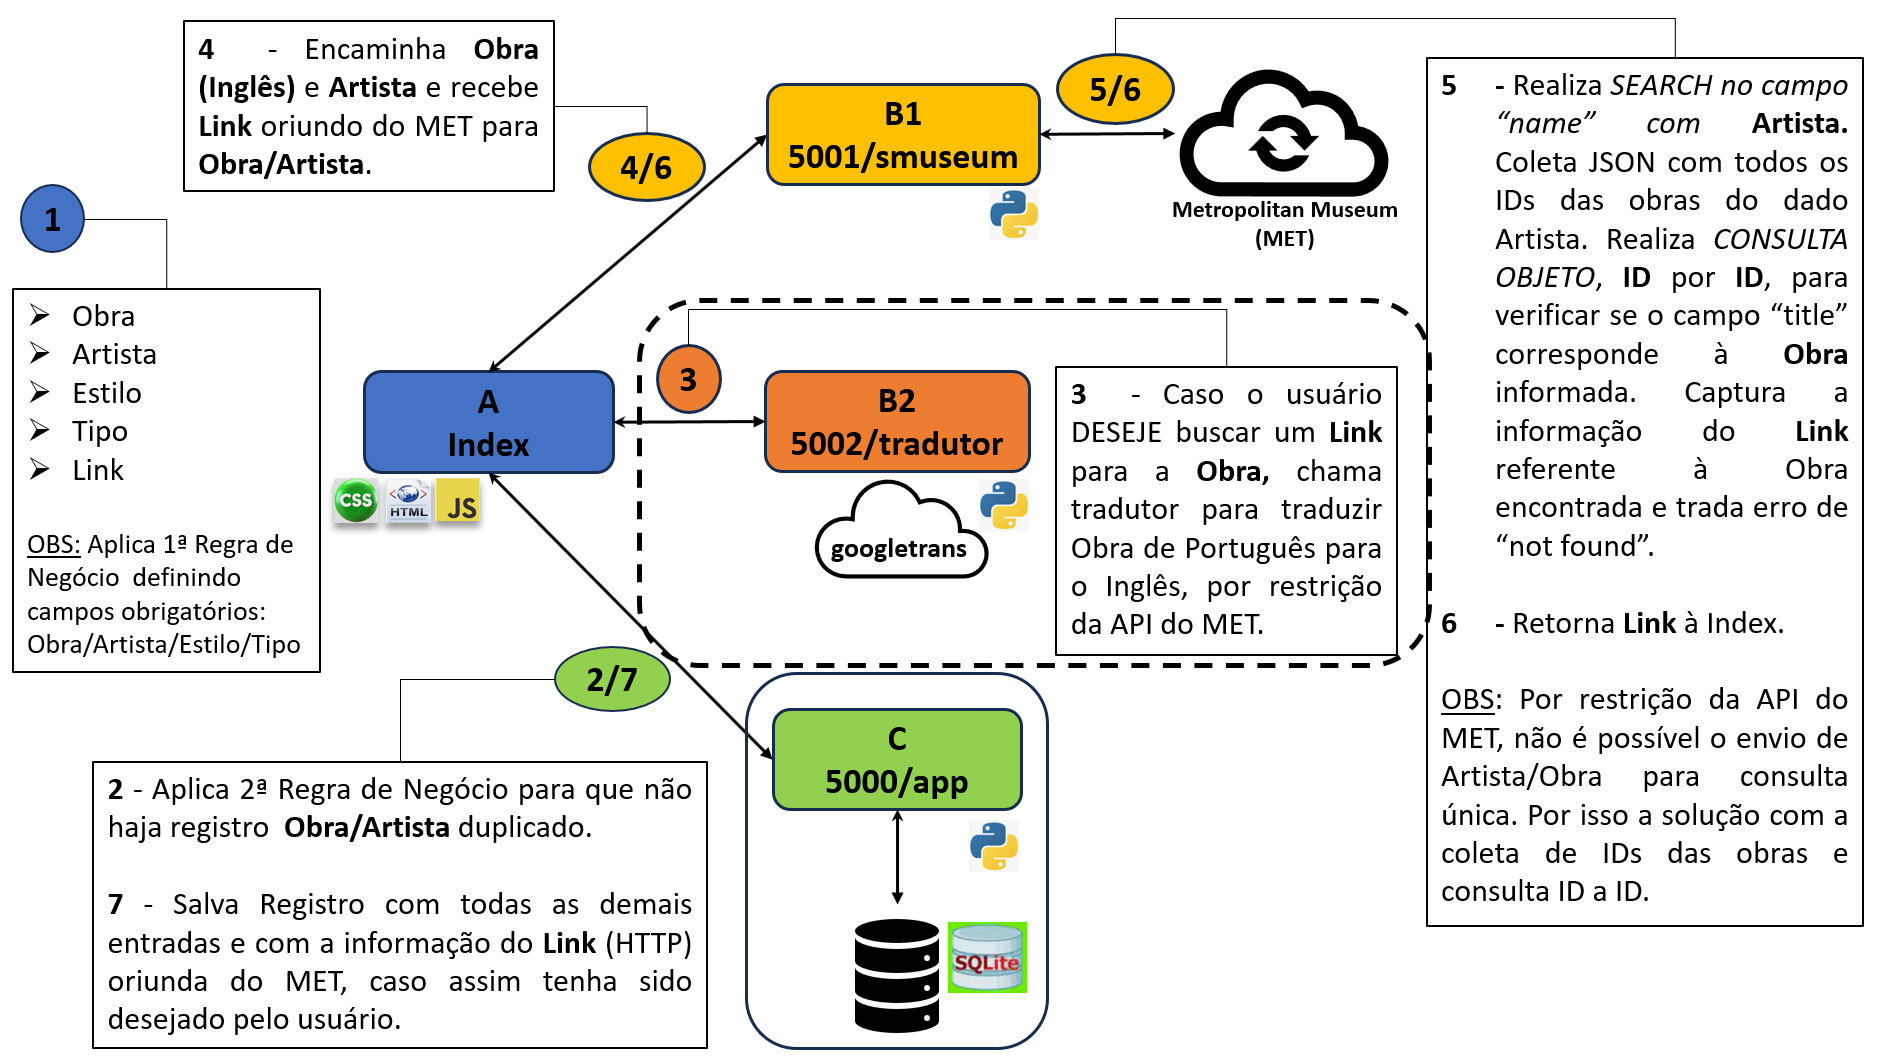 4 - Encaminha Obra
(Inglês) e Artista e recebe
Link oriundo do MET para
Obra/Artista.
4/6
B1
5001/smuseum
5/6
Metropolitan Museum
(MET)
5 - Realiza SEARCH no campo
“name” com Artista.
Coleta JSON com todos os
IDs das obras do dado
Artista. Realiza CONSULTA
OBJETO, ID por ID, para
verificar se o campo “title”
corresponde à Obra
informada. Captura a
informação do Link
referente à Obra
encontrada e trada erro de
“not found”.
6 - Retorna Link à Index.
OBS: Por restrição da API do
MET, não é possível o envio de
Artista/Obra para consulta
única. Por isso a solução com a
coleta de IDs das obras e
consulta ID a ID.
1
Obra
Artista
Estilo
Tipo
Link
OBS: Aplica 1ª Regra de
Negócio definindo
campos obrigatórios:
Obra/Artista/Estilo/Tipo
A
Index
CSS
HTML
JS
3
B2
5002/tradutor
googletrans
3 - Caso o usuário
DESEJE buscar um Link
para a Obra, chama
tradutor para traduzir
Obra de Português para
o Inglês, por restrição
da API do MET.
2/7
2 - Aplica 2ª Regra de Negócio para que não
haja registro Obra/Artista duplicado.
7 - Salva Registro com todas as demais
entradas e com a informação do Link (HTTP)
oriunda do MET, caso assim tenha sido
desejado pelo usuário.
C
5000/app
SQLite